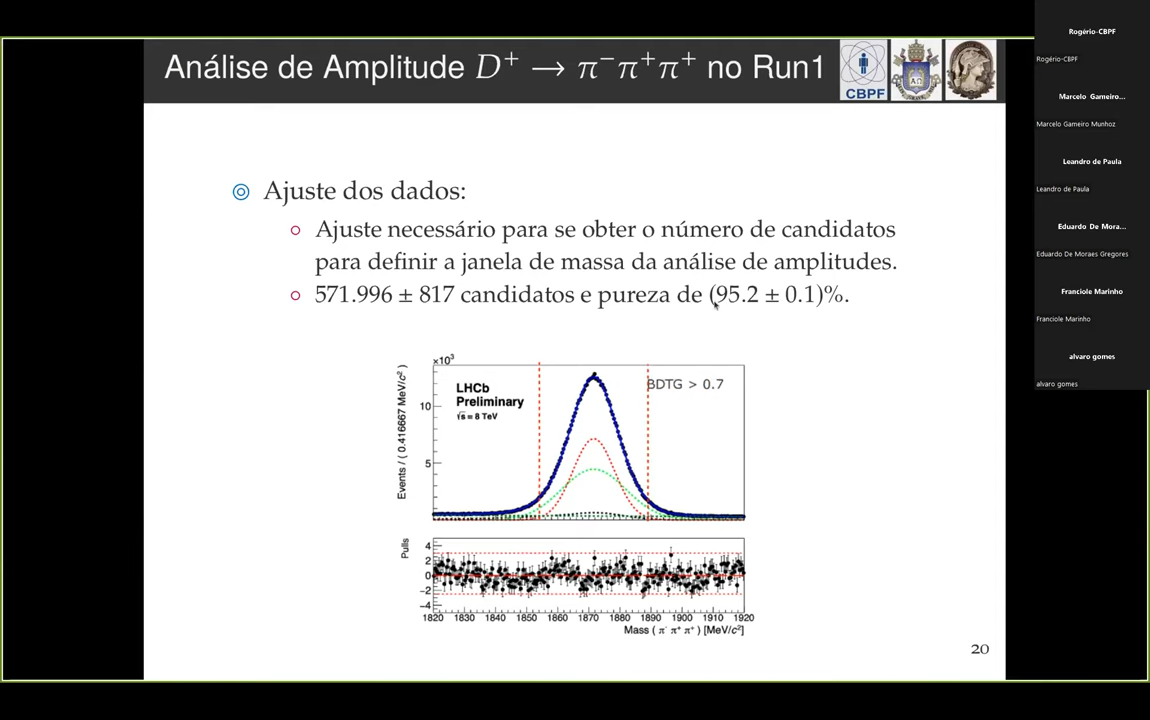 Análise de Amplitude D⁺ → π⁻π⁺π⁺ no Run1
CBPF
Ajuste dos dados:
Ajuste necessário para se obter o número de candidatos
para definir a janela de massa da análise de amplitudes.
571.996 ± 817 candidatos e pureza de (95.2 ± 0.1)%.
×10³
LHCb
Preliminary
√s = 8 TeV
BDTG > 0.7
10
5
Events / ( 0.416667 MeV/c² )
Pulls
4
2
0
−2
−4
1820 1830 1840 1850 1860 1870 1880 1890 1900 1910 1920
Mass ( π⁻ π⁺ π⁺ ) [MeV/c²]
20
Rogério-CBPF
Rogério-CBPF
Marcelo Gameiro...
Marcelo Gameiro Munhoz
Leandro de Paula
Leandro de Paula
Eduardo De Mora...
Eduardo De Moraes Gregores
Franciole Marinho
Franciole Marinho
alvaro gomes
alvaro gomes